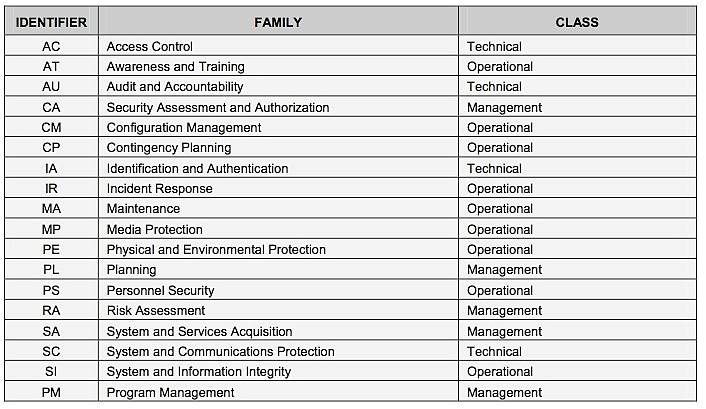 IDENTIFIER FAMILY CLASS
AC Access Control Technical
AT Awareness and Training Operational
AU Audit and Accountability Technical
CA Security Assessment and Authorization Management
CM Configuration Management Operational
CP Contingency Planning Operational
IA Identification and Authentication Technical
IR Incident Response Operational
MA Maintenance Operational
MP Media Protection Operational
PE Physical and Environmental Protection Operational
PL Planning Management
PS Personnel Security Operational
RA Risk Assessment Management
SA System and Services Acquisition Management
SC System and Communications Protection Technical
SI System and Information Integrity Operational
PM Program Management Management